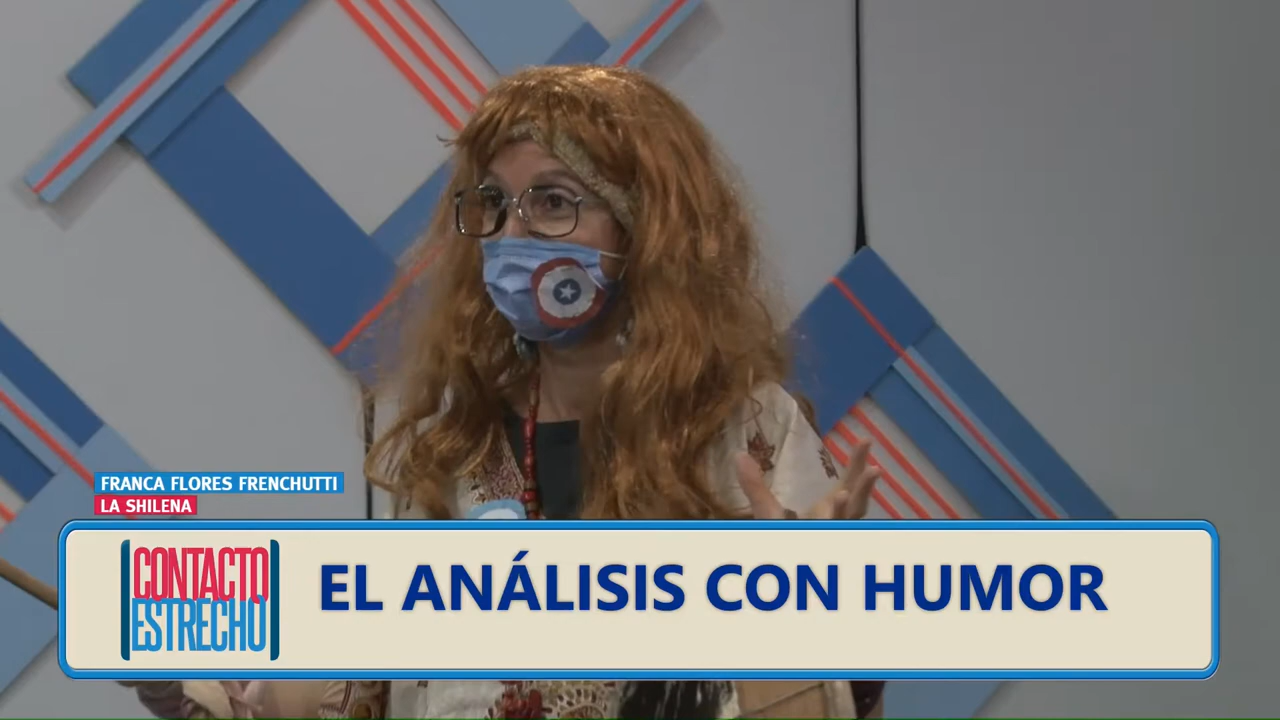 FRANCA FLORES FRENCHUTTI
LA SHILENA
CONTACTO
ESTRECHO
EL ANÁLISIS CON HUMOR